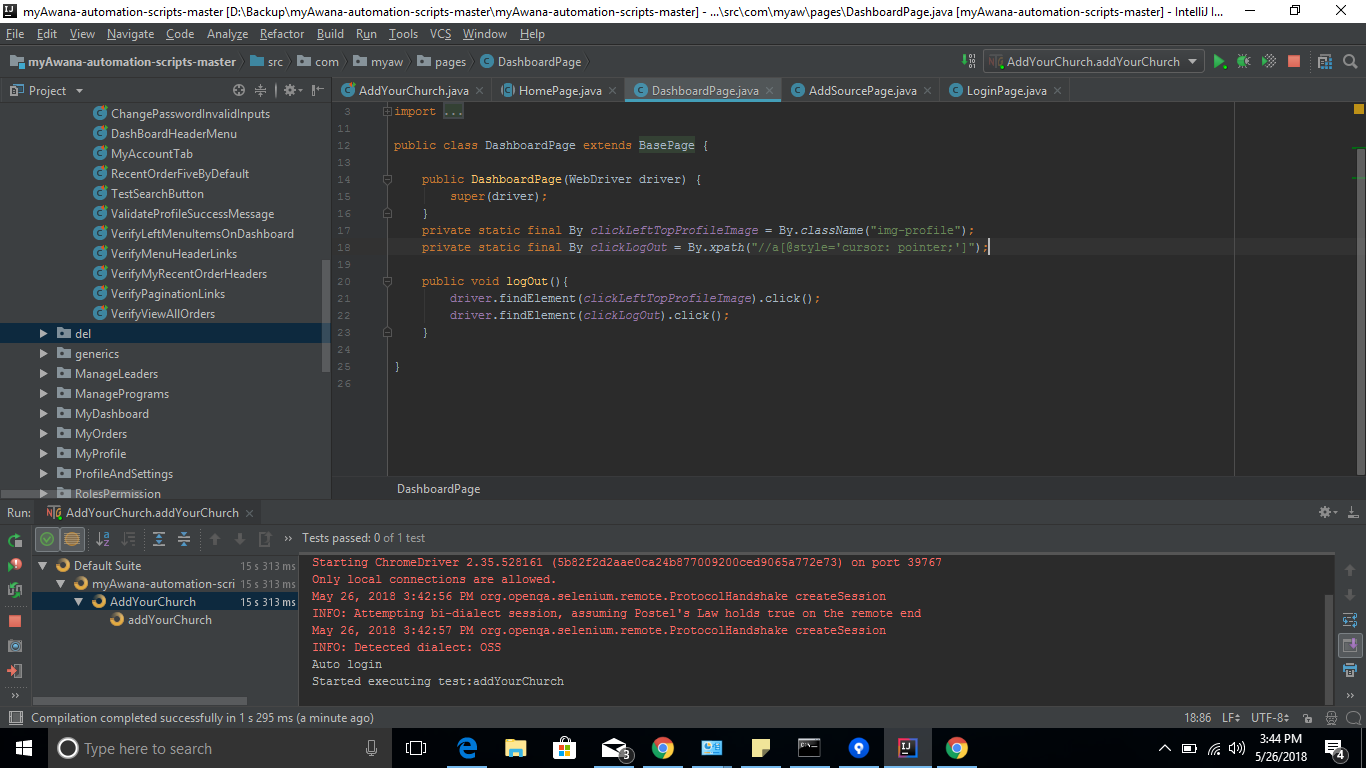 myAwana-automation-scripts-master [D:\Backup\myAwana-automation-scripts-master\myAwana-automation-scripts-master] - ...\src\com\myaw\pages\DashboardPage.java [myAwana-automation-scripts-master] - IntelliJ I...
File Edit View Navigate Code Analyze Refactor Build Run Tools VCS Window Help
myAwana-automation-scripts-master src com myaw pages DashboardPage AddYourChurch.addYourChurch
Project AddYourChurch.java HomePage.java DashboardPage.java AddSourcePage.java LoginPage.java
ChangePasswordInvalidInputs
DashBoardHeaderMenu
MyAccountTab
RecentOrderFiveByDefault
TestSearchButton
ValidateProfileSuccessMessage
VerifyLeftMenuItemsOnDashboard
VerifyMenuHeaderLinks
VerifyMyRecentOrderHeaders
VerifyPaginationLinks
VerifyViewAllOrders
del
generics
ManageLeaders
ManagePrograms
MyDashboard
MyOrders
MyProfile
ProfileAndSettings
RolesPermission
3 import ...
11
12 public class DashboardPage extends BasePage {
13
14 public DashboardPage(WebDriver driver) {
15 super(driver);
16 }
17 private static final By clickLeftTopProfileImage = By.className("img-profile");
18 private static final By clickLogOut = By.xpath("//a[@style='cursor: pointer;']");
19
20 public void logOut(){
21 driver.findElement(clickLeftTopProfileImage).click();
22 driver.findElement(clickLogOut).click();
23 }
24
25 }
26
DashboardPage
Run: AddYourChurch.addYourChurch
Tests passed: 0 of 1 test
Default Suite 15 s 313 ms
myAwana-automation-scri 15 s 313 ms
AddYourChurch 15 s 313 ms
addYourChurch
Starting ChromeDriver 2.35.528161 (5b82f2d2aae0ca24b877009200ced9065a772e73) on port 39767
Only local connections are allowed.
May 26, 2018 3:42:56 PM org.openqa.selenium.remote.ProtocolHandshake createSession
INFO: Attempting bi-dialect session, assuming Postel's Law holds true on the remote end
May 26, 2018 3:42:57 PM org.openqa.selenium.remote.ProtocolHandshake createSession
INFO: Detected dialect: OSS
Auto login
Started executing test:addYourChurch
Compilation completed successfully in 1 s 295 ms (a minute ago) 18:86 LF UTF-8
Type here to search 3 3:44 PM
5/26/2018 4